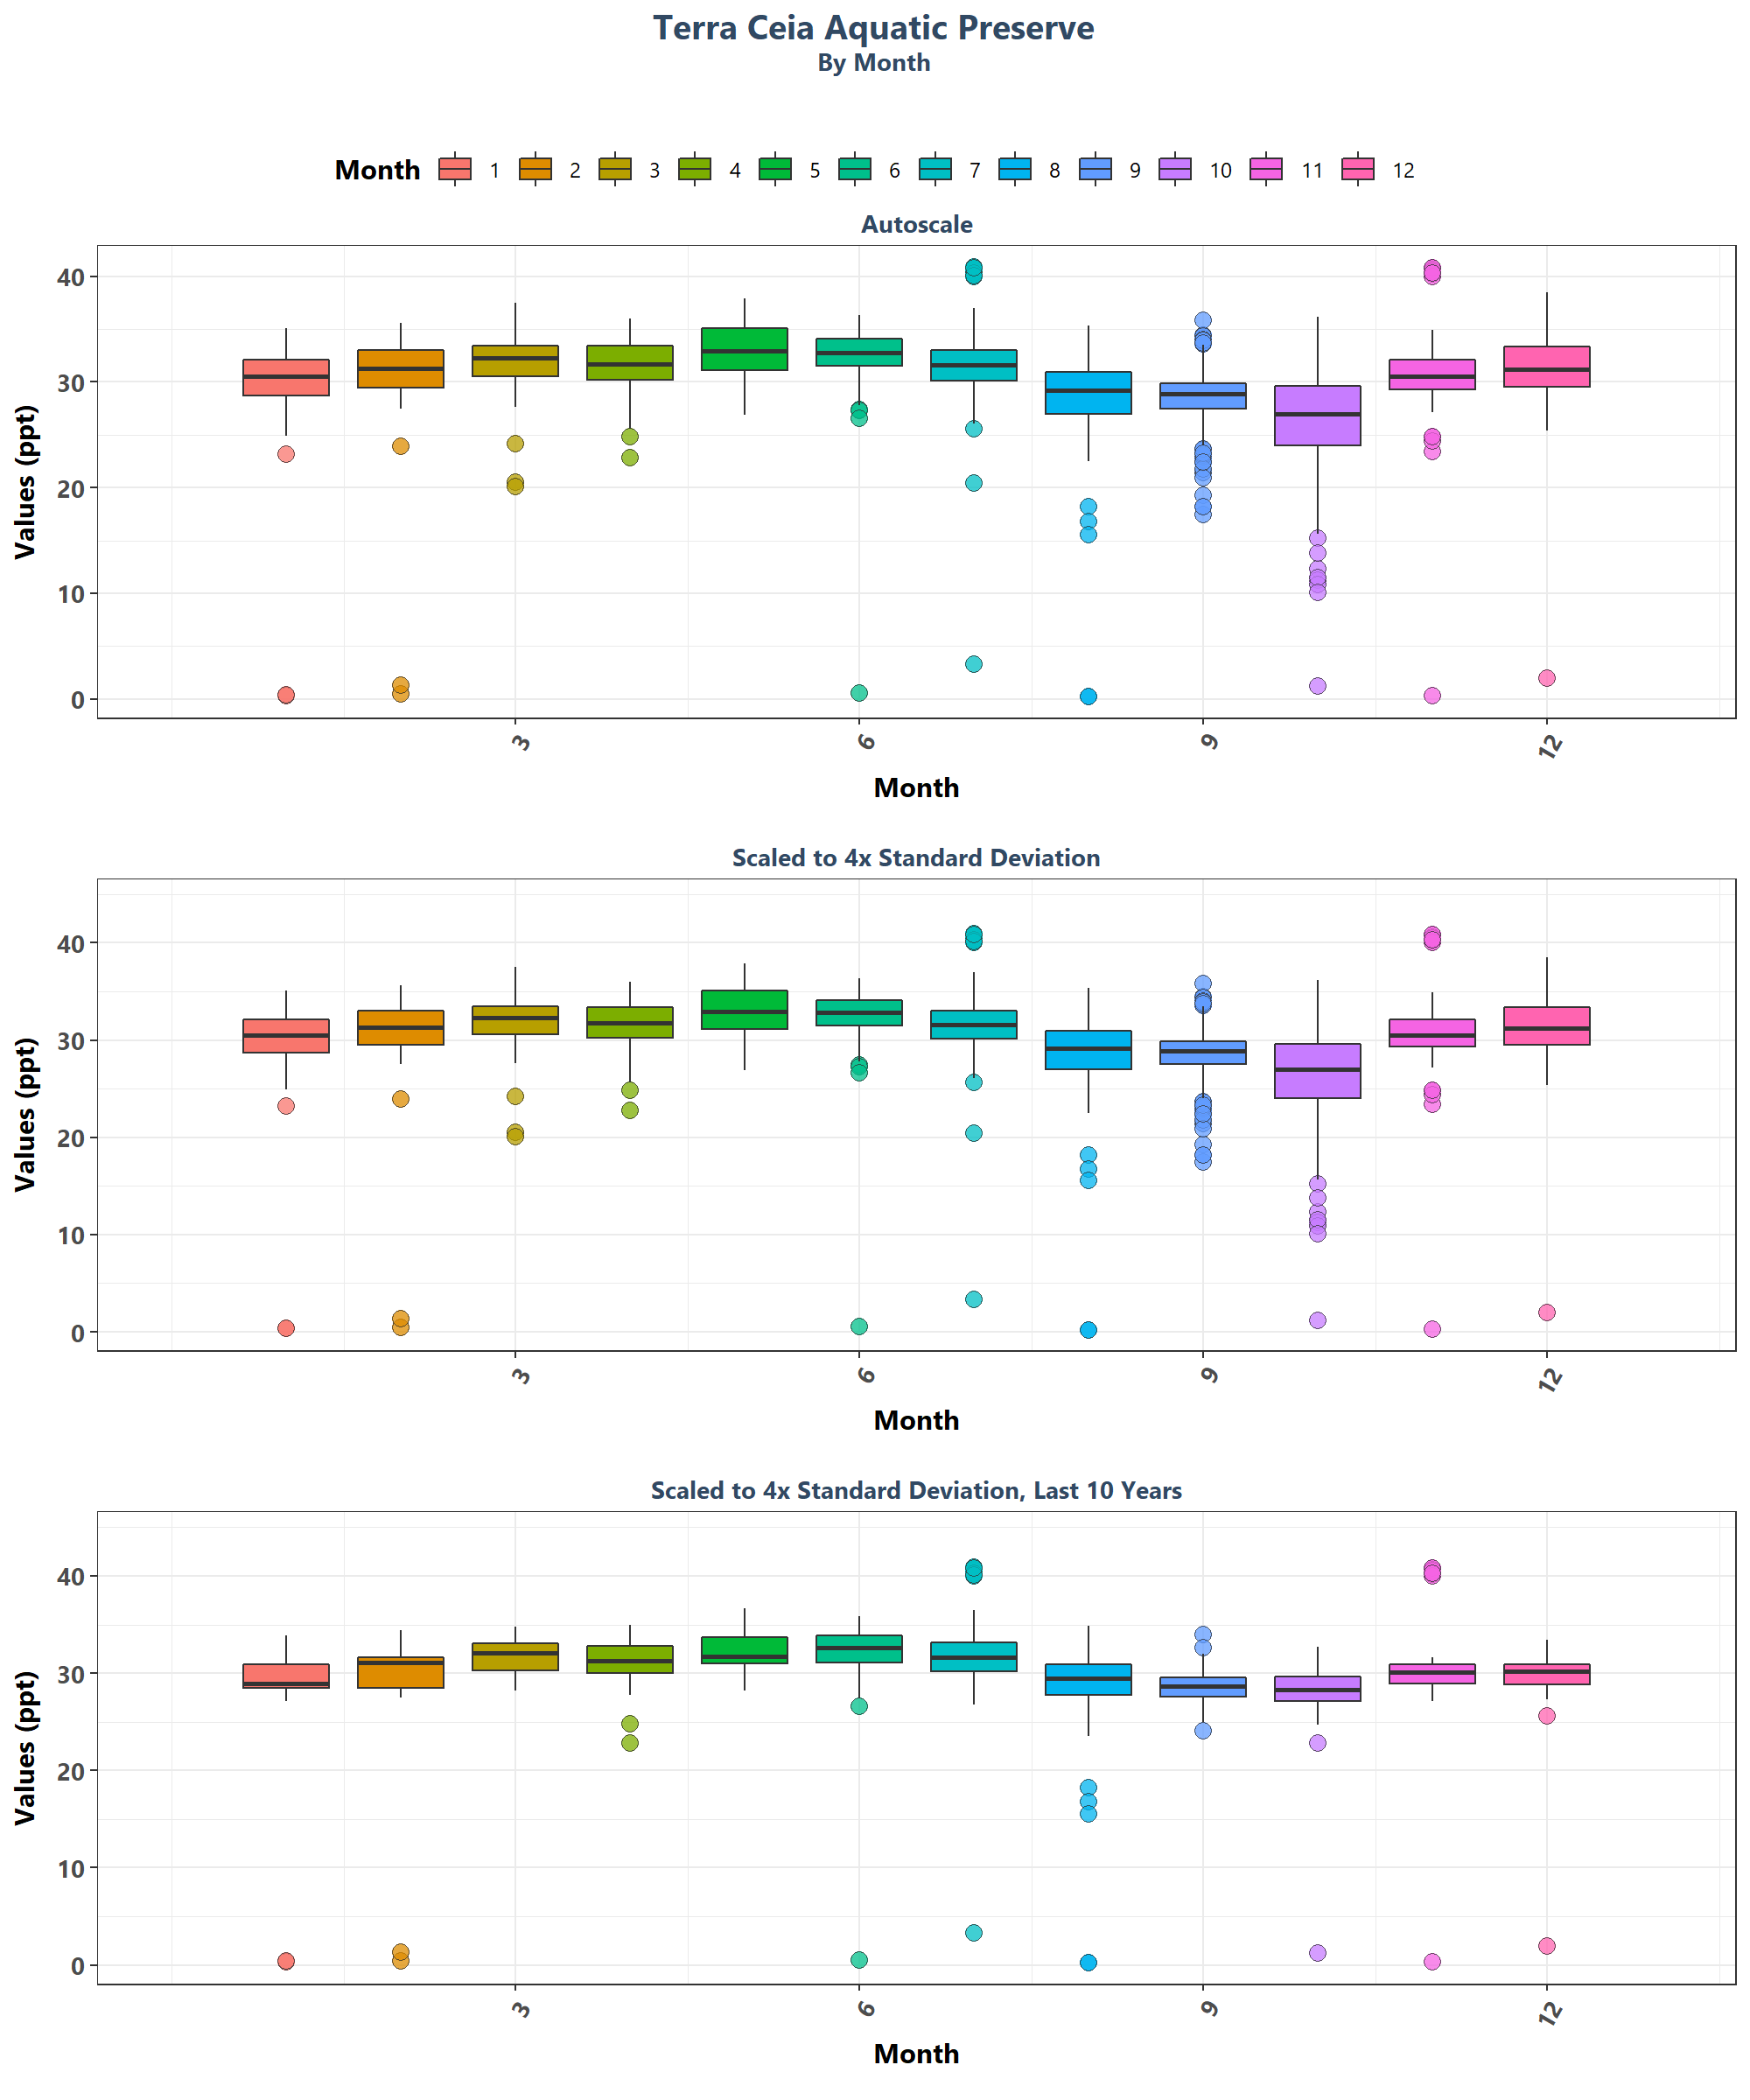 Terra Ceia Aquatic Preserve
By Month
Month 1 2 3 4 5 6 7 8 9 10 11 12
Autoscale
Values (ppt)
40
30
20
10
0
3 6 9 12
Month
Scaled to 4x Standard Deviation
Values (ppt)
40
30
20
10
0
3 6 9 12
Month
Scaled to 4x Standard Deviation, Last 10 Years
Values (ppt)
40
30
20
10
0
3 6 9 12
Month